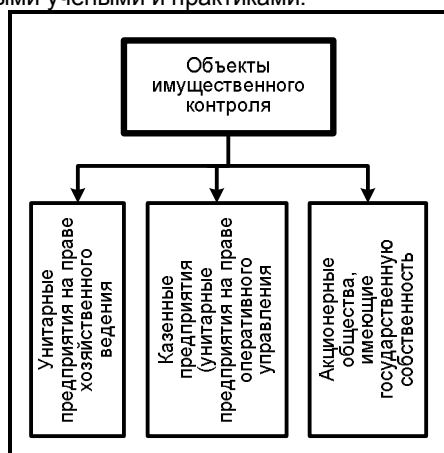 ыми учеными и практиками.
Объекты
имущественного
контроля
Унитарные
предприятия на праве
хозяйственного
ведения
Казенные
предприятия
(унитарные
предприятия на праве
оперативного
управления
Акционерные
общества,
имеющие
государственную
собственность